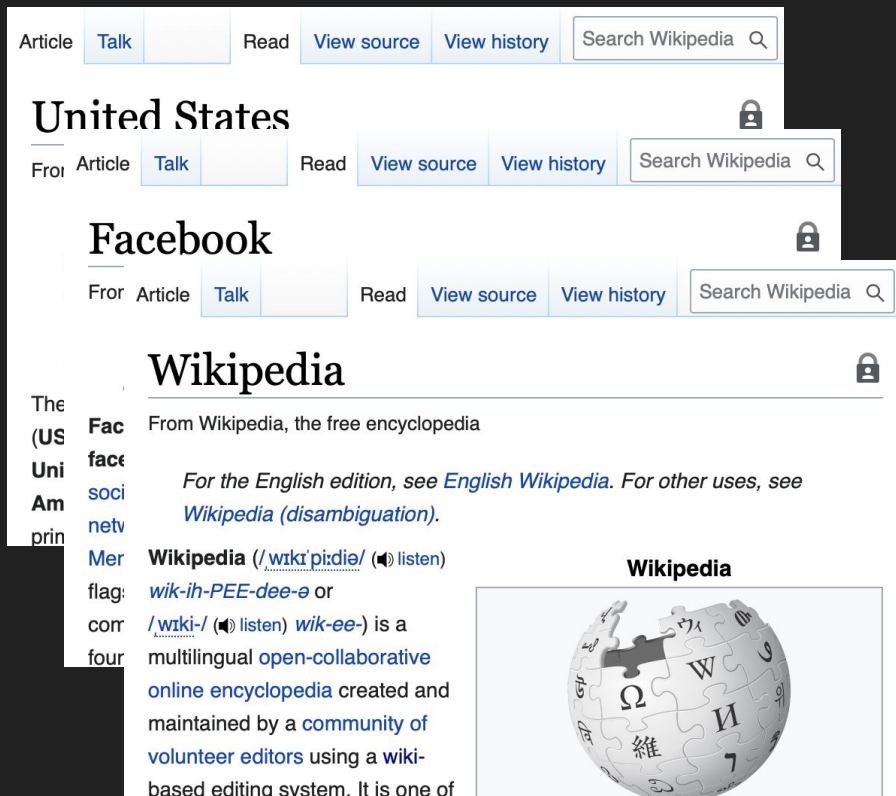 Article Talk Read View source View history Search Wikipedia
United States
Article Talk Read View source View history Search Wikipedia
Facebook
Article Talk Read View source View history Search Wikipedia
Wikipedia
From Wikipedia, the free encyclopedia
For the English edition, see English Wikipedia. For other uses, see
Wikipedia (disambiguation).
The
(US
Uni
Am
prin
Fac
face
soci
netw
Mer
flags
com
four
Wikipedia (/ˌwɪkɪˈpiːdiə/ (listen)
wik-ih-PEE-dee-ə or
/ˌwɪki-/ (listen) wik-ee-) is a
multilingual open-collaborative
online encyclopedia created and
maintained by a community of
volunteer editors using a wiki-
based editing system. It is one of
Wikipedia
Ω W И 維 ウィ